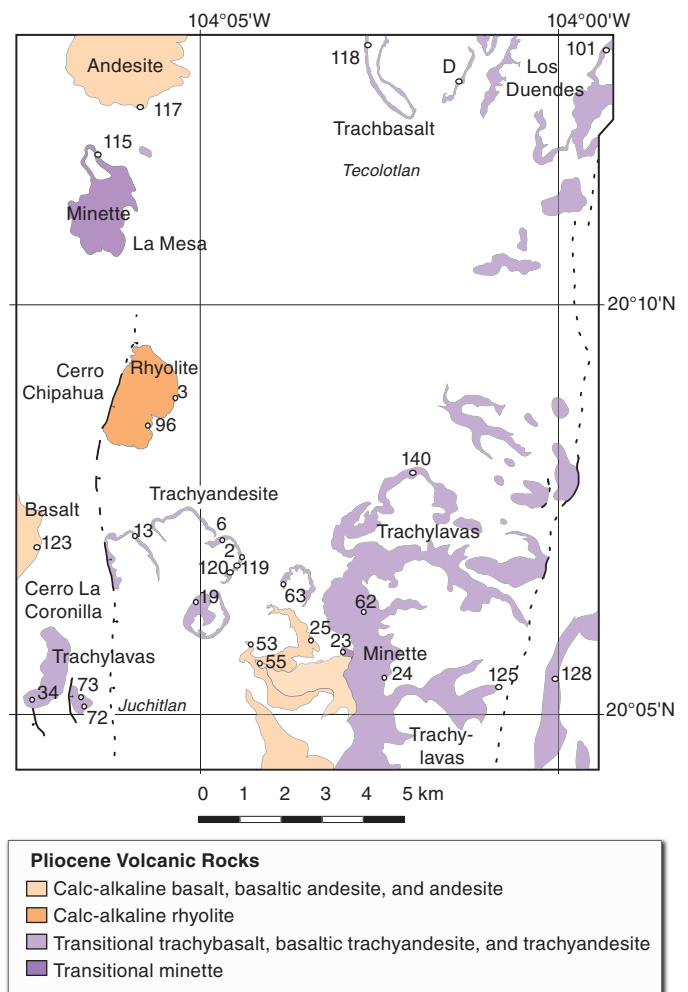 104°05'W
104°00'W
Andesite
117
118
D
Los
Duendes
101
Trachbasalt
115
Tecolotlan
Minette
La Mesa
20°10'N
Cerro
Chipahua
Rhyolite
3
96
140
Trachyandesite
Basalt
123
13
6
2
120
119
Trachylavas
Cerro La
Coronilla
19
63
62
25
23
53
55
Minette
24
125
128
Trachylavas
34
73
72
Juchitlan
20°05'N
Trachy-
lavas
0 1 2 3 4 5 km
Pliocene Volcanic Rocks
Calc-alkaline basalt, basaltic andesite, and andesite
Calc-alkaline rhyolite
Transitional trachybasalt, basaltic trachyandesite, and trachyandesite
Transitional minette